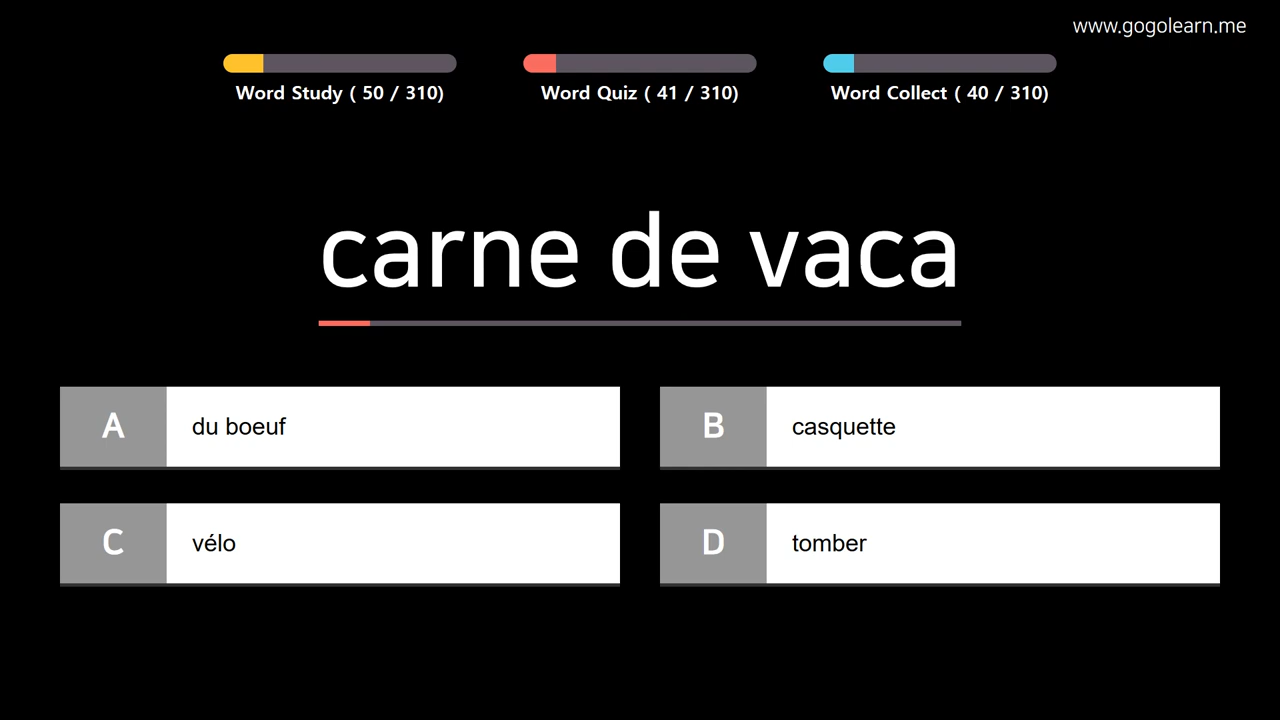 www.gogolearn.me
Word Study ( 50 / 310)
Word Quiz ( 41 / 310)
Word Collect ( 40 / 310)
carne de vaca
A
du boeuf
B
casquette
C
vélo
D
tomber